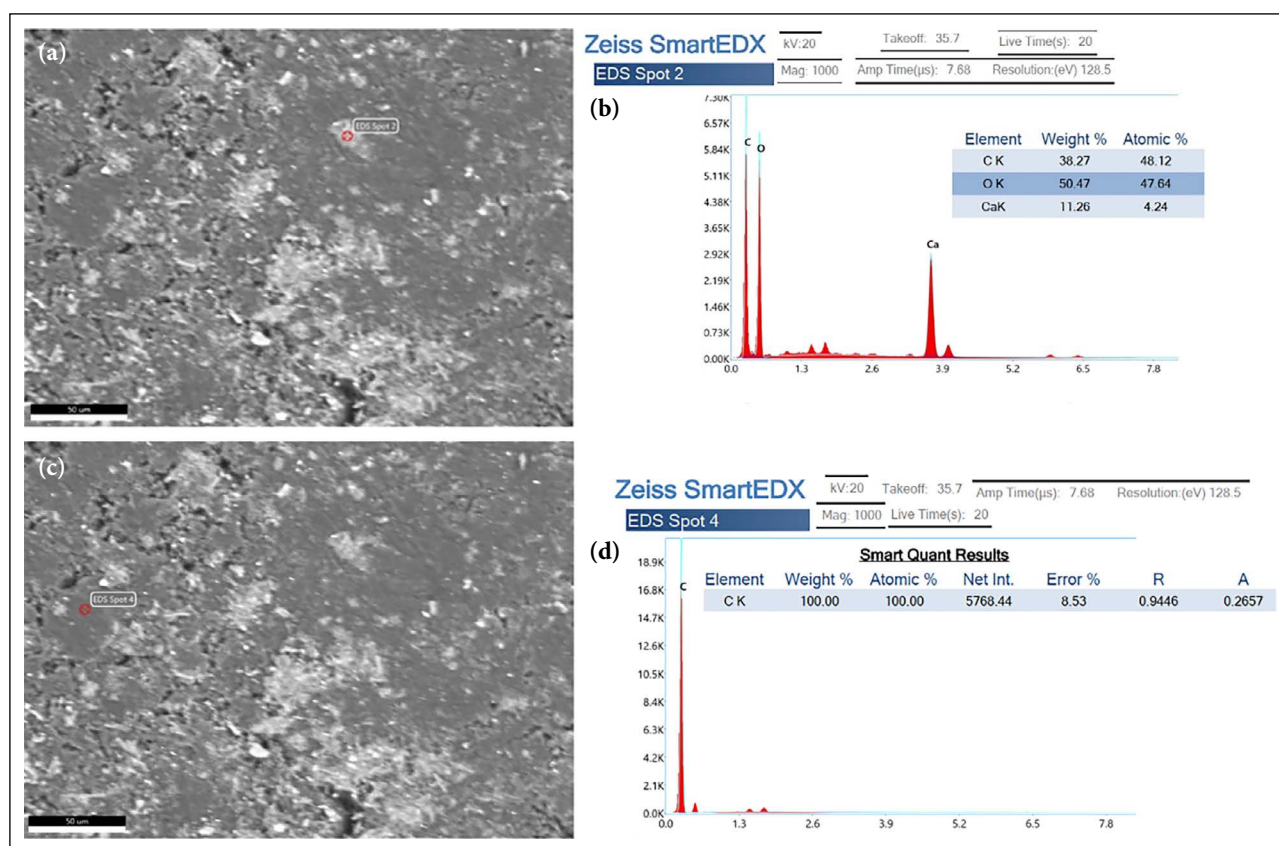 (a)
EDS Spot 2
50 um
Zeiss SmartEDX
kV:20 Takeoff: 35.7 Live Time(s): 20
EDS Spot 2 Mag: 1000 Amp Time(µs): 7.68 Resolution:(eV) 128.5
(b)
7.30K
6.57K
5.84K
5.11K
4.38K
3.65K
2.92K
2.19K
1.46K
0.73K
0.00K
C
O
Ca
0.0 1.3 2.6 3.9 5.2 6.5 7.8
Element Weight % Atomic %
C K 38.27 48.12
O K 50.47 47.64
CaK 11.26 4.24
(c)
EDS Spot 4
50 um
Zeiss SmartEDX
kV:20 Takeoff: 35.7 Amp Time(µs): 7.68 Resolution:(eV) 128.5
EDS Spot 4 Mag: 1000 Live Time(s): 20
(d)
18.9K
16.8K
14.7K
12.6K
10.5K
8.4K
6.3K
4.2K
2.1K
0.0K
C
0.0 1.3 2.6 3.9 5.2 6.5 7.8
Smart Quant Results
Element Weight % Atomic % Net Int. Error % R A
C K 100.00 100.00 5768.44 8.53 0.9446 0.2657